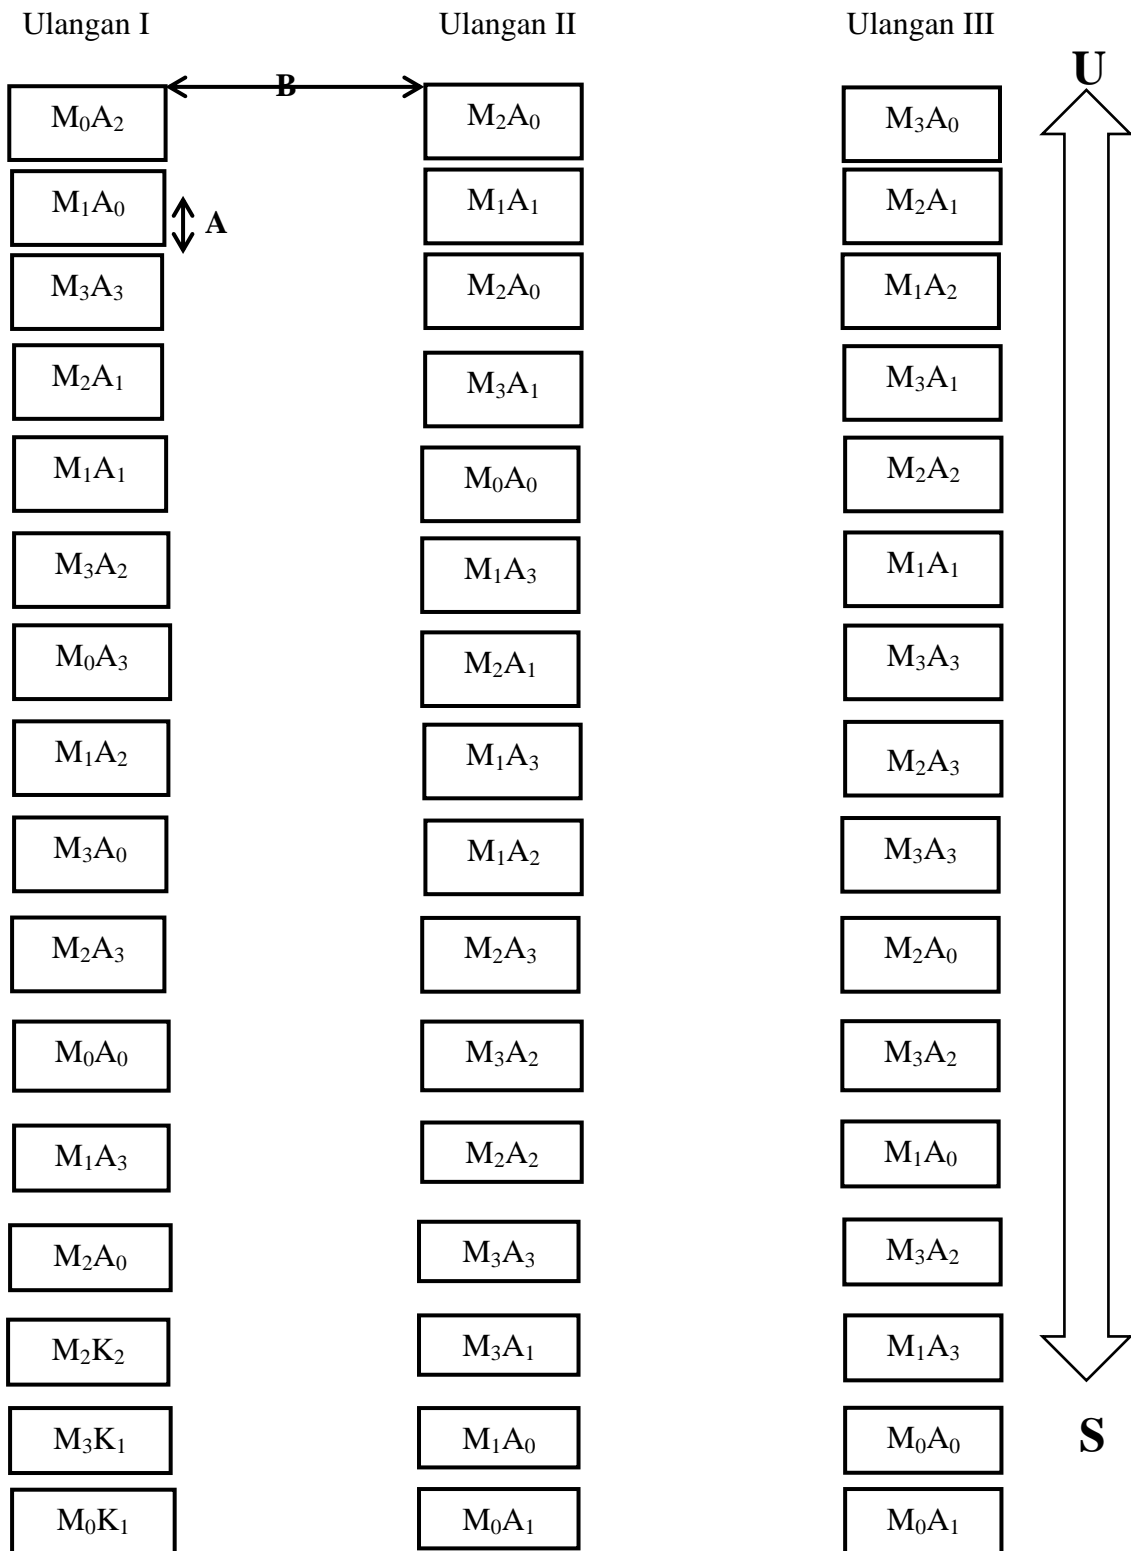 Ulangan I Ulangan II Ulangan III
U
B
M₀A₂ M₂A₀ M₃A₀
M₁A₀ M₁A₁ M₂A₁
A
M₃A₃ M₂A₀ M₁A₂
M₂A₁ M₃A₁ M₃A₁
M₁A₁ M₀A₀ M₂A₂
M₃A₂ M₁A₃ M₁A₁
M₀A₃ M₂A₁ M₃A₃
M₁A₂ M₁A₃ M₂A₃
M₃A₀ M₁A₂ M₃A₃
M₂A₃ M₂A₃ M₂A₀
M₀A₀ M₃A₂ M₃A₂
M₁A₃ M₂A₂ M₁A₀
M₂A₀ M₃A₃ M₃A₂
M₂K₂ M₃A₁ M₁A₃
M₃K₁ M₁A₀ M₀A₀
S
M₀K₁ M₀A₁ M₀A₁